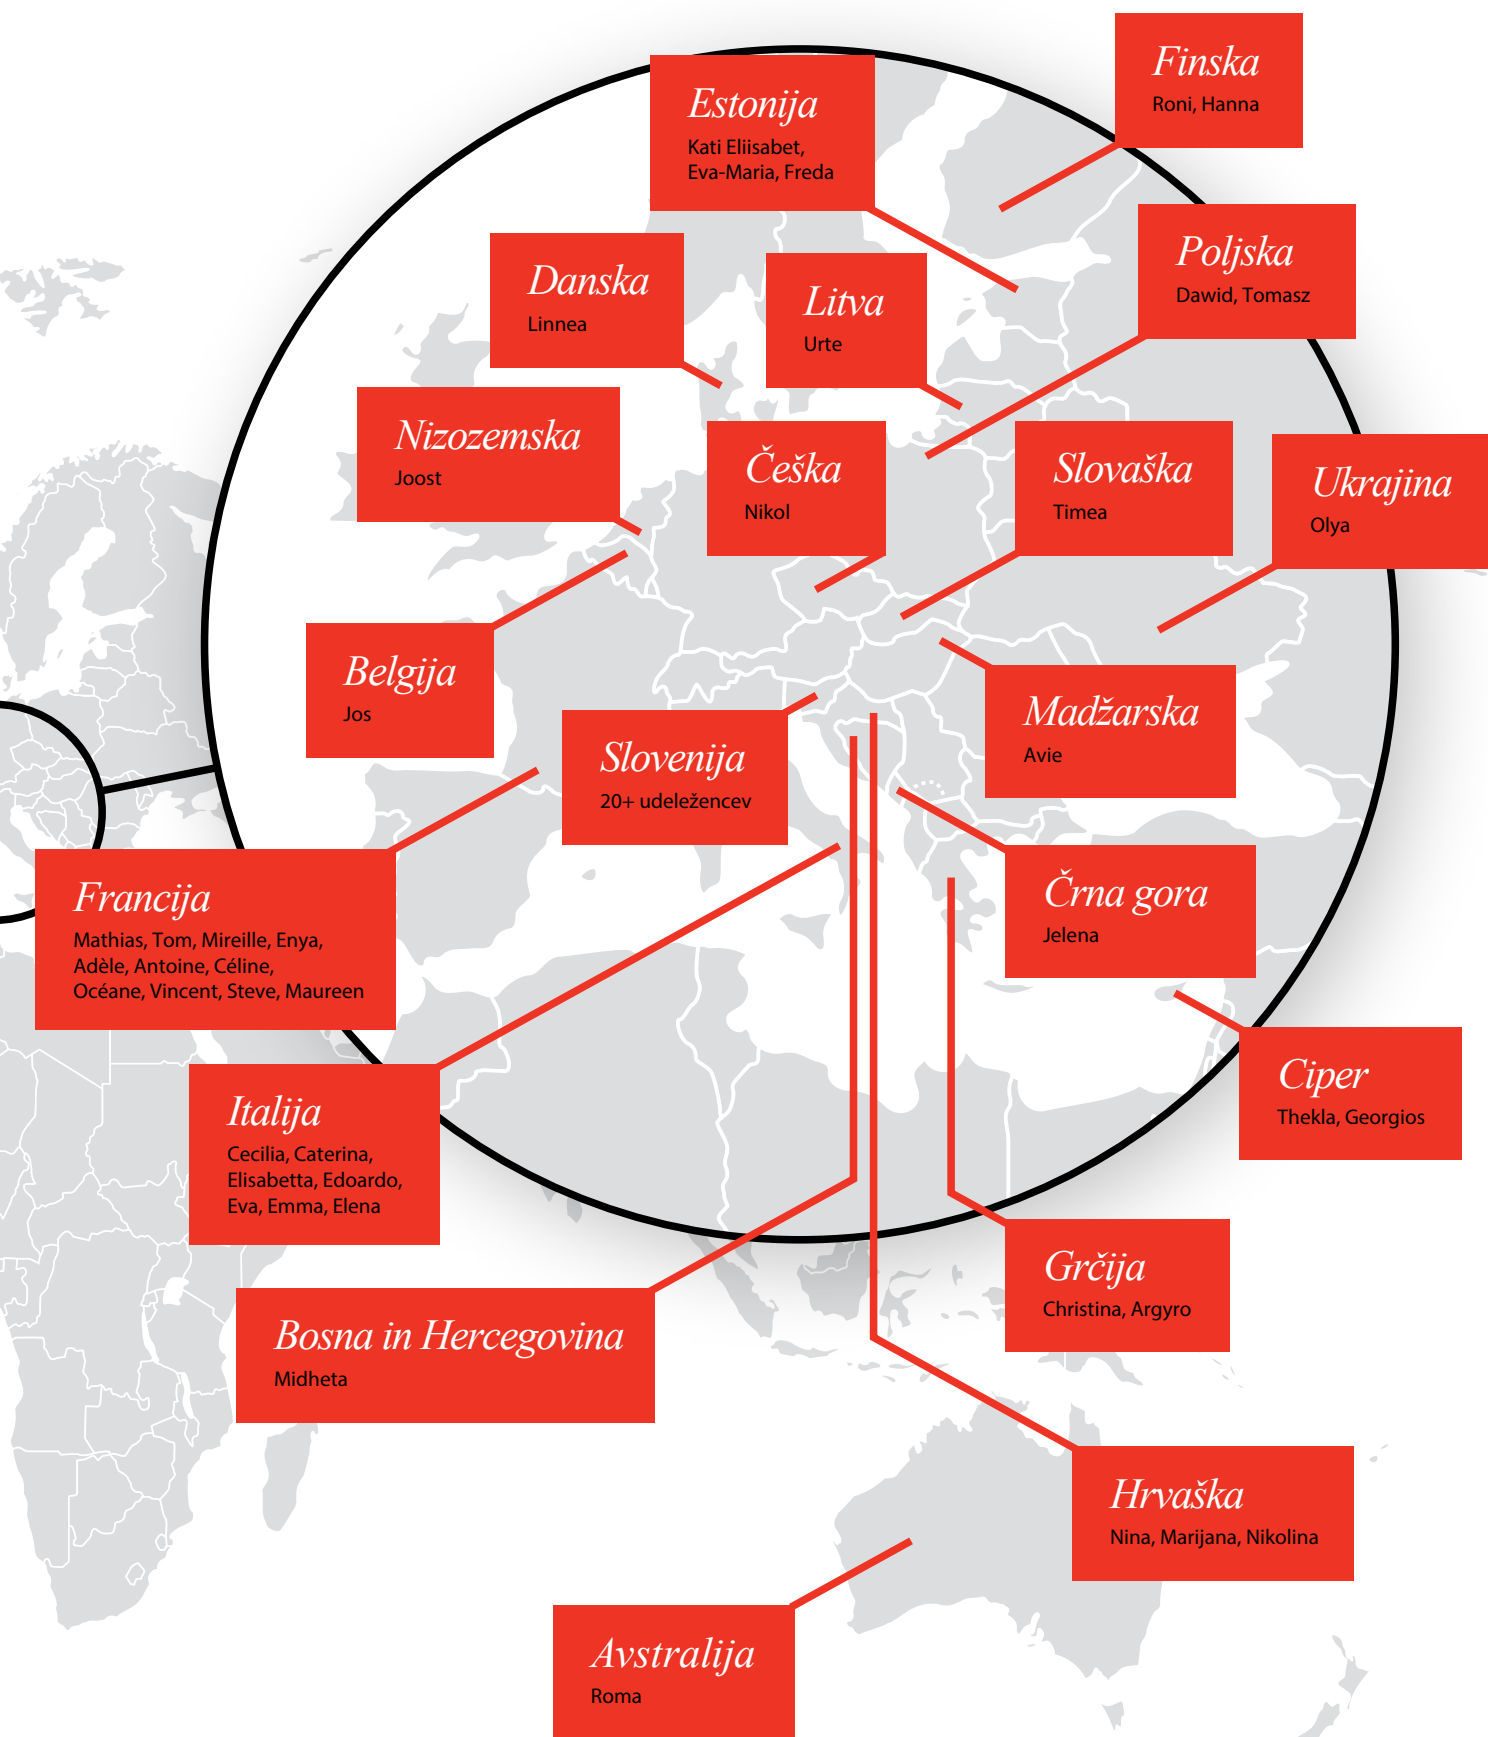 Finska
Roni, Hanna
Estonija
Kati Eliisabet,
Eva-Maria, Freda
Poljska
Dawid, Tomasz
Danska
Linnea
Litva
Urte
Nizozemska
Joost
Češka
Nikol
Slovaška
Timea
Ukrajina
Olya
Belgija
Jos
Madžarska
Avie
Slovenija
20+ udeležencev
Francija
Mathias, Tom, Mireille, Enya,
Adèle, Antoine, Céline,
Océane, Vincent, Steve, Maureen
Črna gora
Jelena
Ciper
Thekla, Georgios
Italija
Cecilia, Caterina,
Elisabetta, Edoardo,
Eva, Emma, Elena
Grčija
Christina, Argyro
Bosna in Hercegovina
Midheta
Hrvaška
Nina, Marijana, Nikolina
Avstralija
Roma